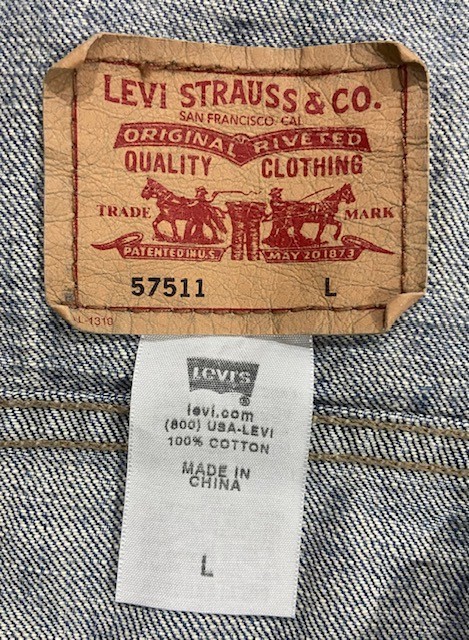 LEVI STRAUSS & CO.
SAN FRANCISCO CAL
ORIGINAL RIVETED
QUALITY CLOTHING
TRADE MARK
PATENTED IN U.S. MAY 20 1873
57511 L
L-1319
LEVI'S
®
levi.com
(800) USA-LEVI
100% COTTON
MADE IN
CHINA
L